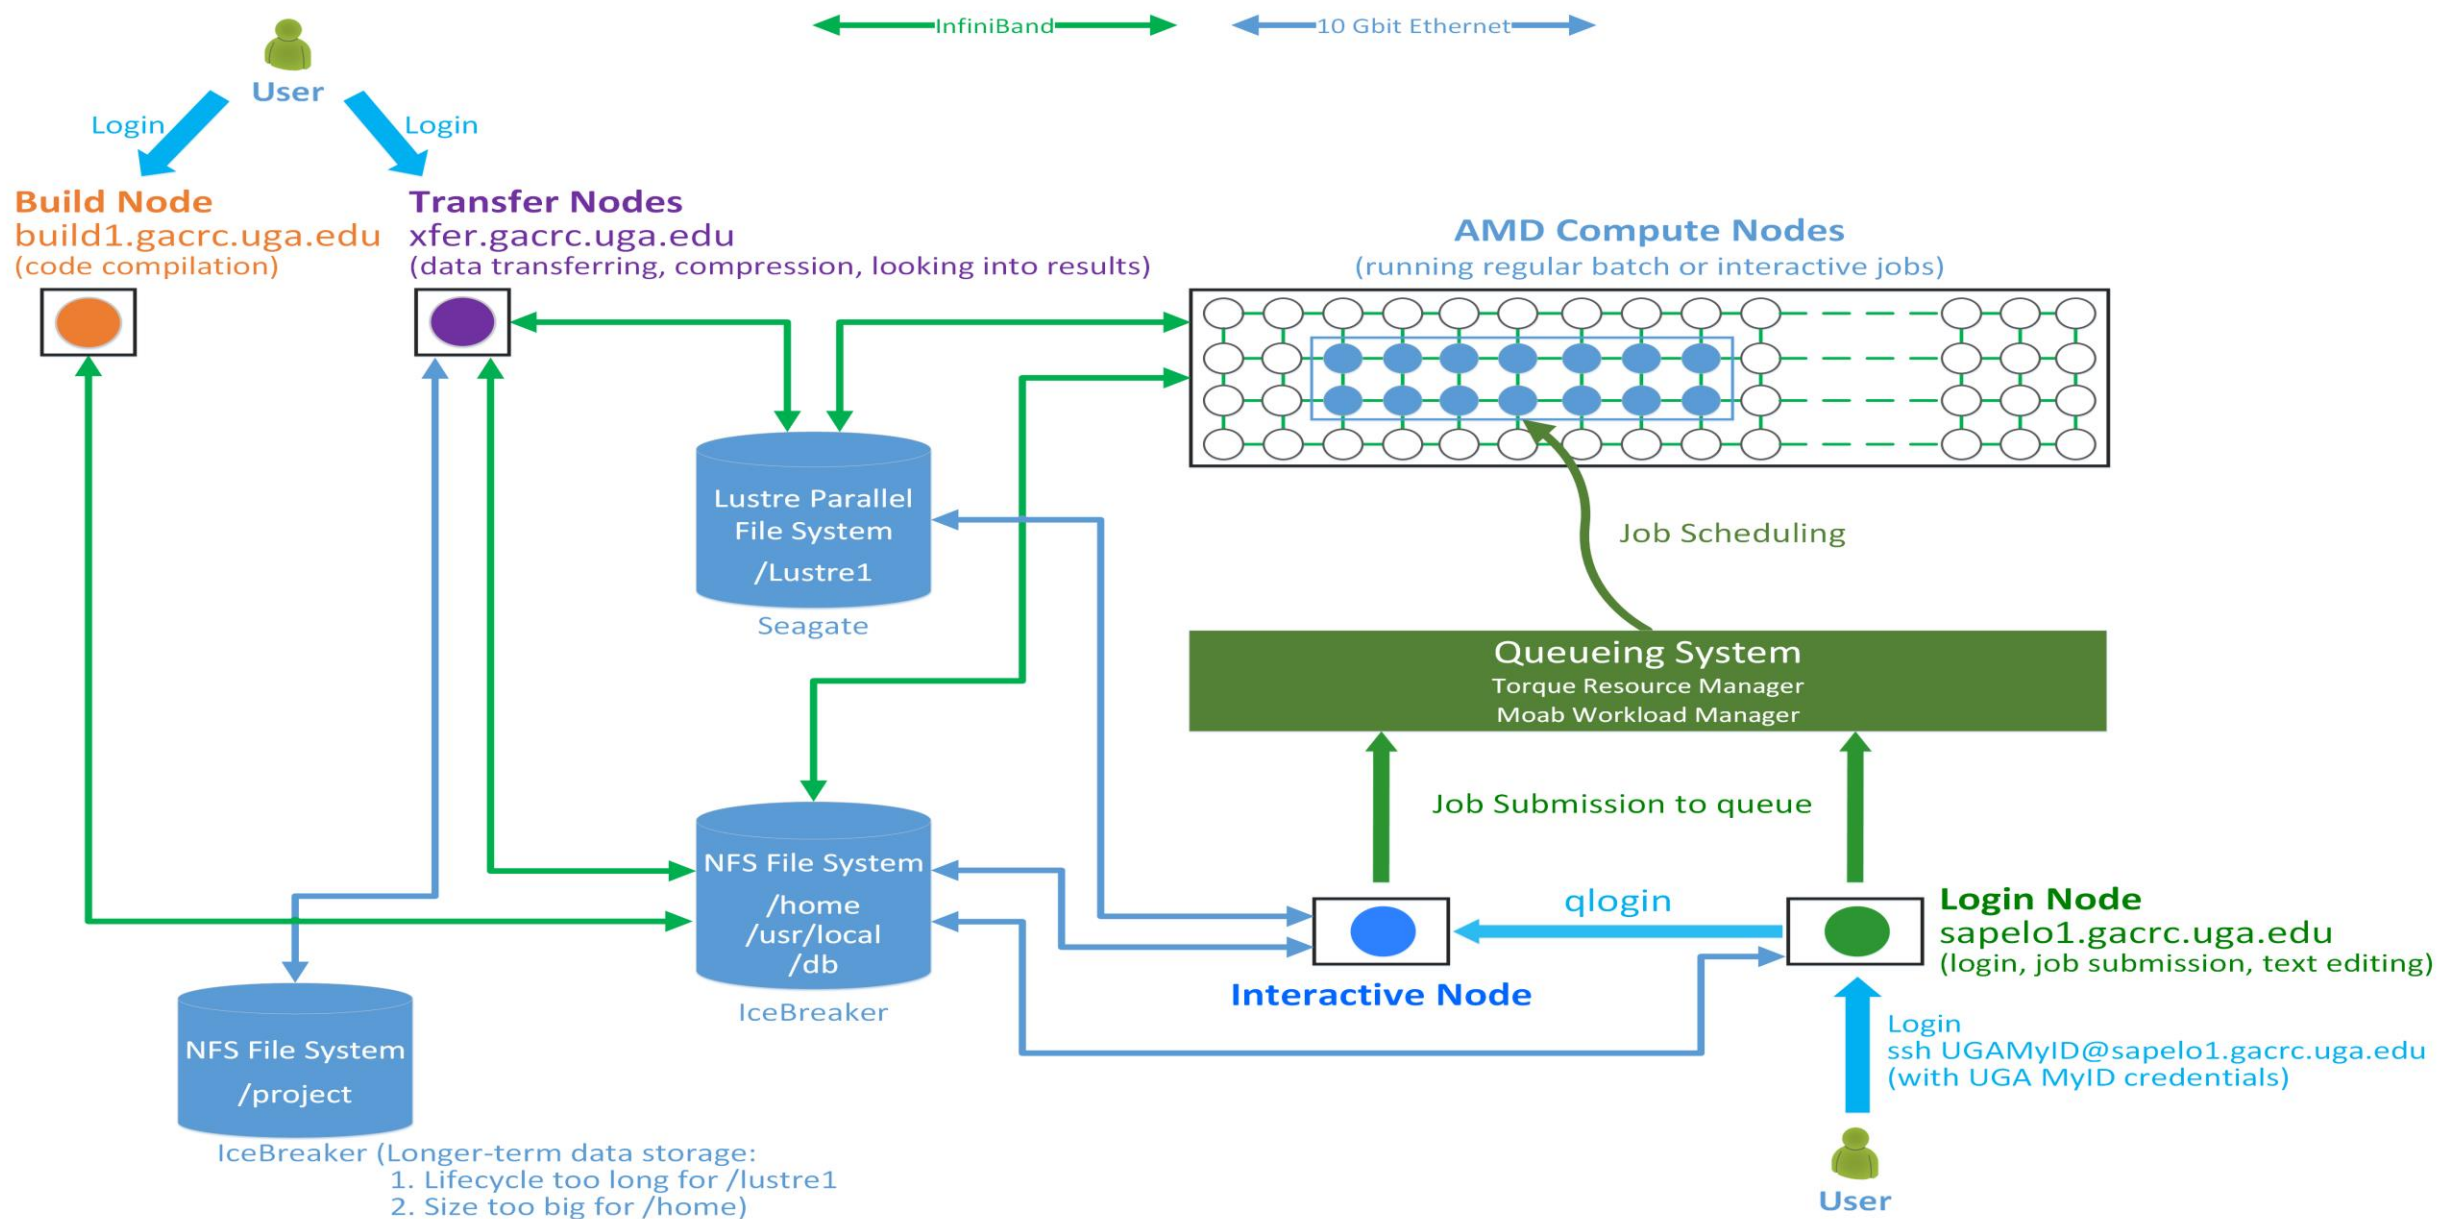 InfiniBand
10 Gbit Ethernet
User
Login
Login
Build Node
build1.gacrc.uga.edu
(code compilation)
Transfer Nodes
xfer.gacrc.uga.edu
(data transferring, compression, looking into results)
AMD Compute Nodes
(running regular batch or interactive jobs)
Lustre Parallel
File System
/Lustre1
Seagate
Job Scheduling
Queueing System
Torque Resource Manager
Moab Workload Manager
Job Submission to queue
NFS File System
/home
/usr/local
/db
IceBreaker
qlogin
Interactive Node
Login Node
sapelo1.gacrc.uga.edu
(login, job submission, text editing)
Login
ssh UGAMyID@sapelo1.gacrc.uga.edu
(with UGA MyID credentials)
User
NFS File System
/project
IceBreaker (Longer-term data storage:
1. Lifecycle too long for /lustre1
2. Size too big for /home)